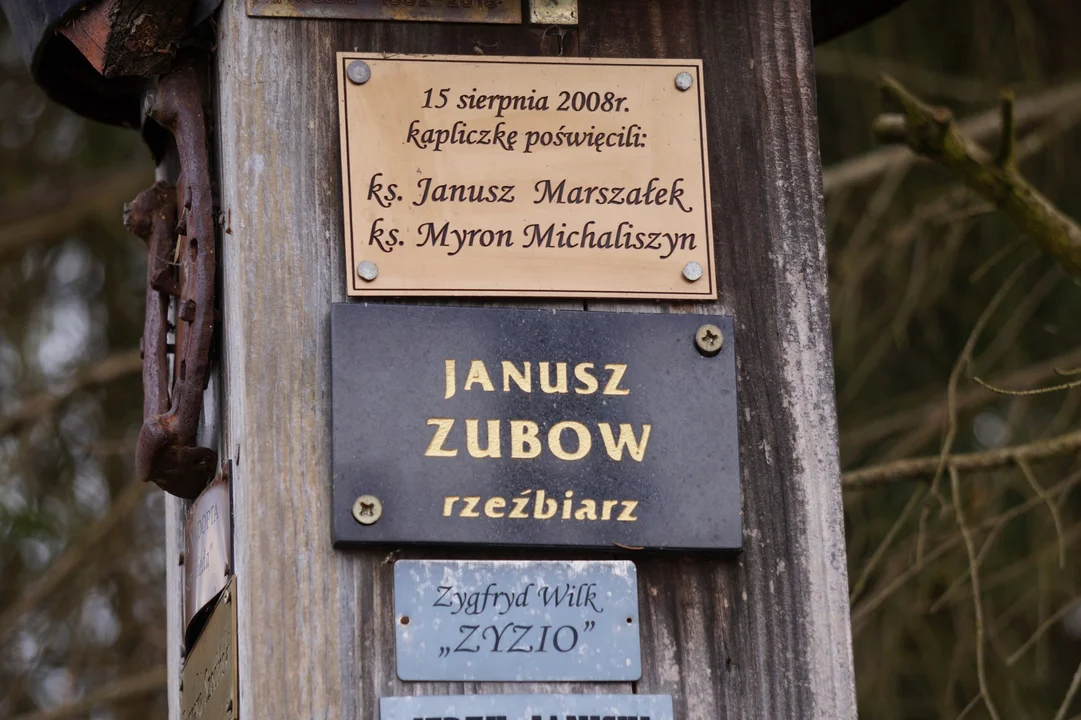 15 sierpnia 2008r.
kapliczkę poświęcili:
ks. Janusz Marszałek
ks. Myron Michaliszyn
JANUSZ
ZUBOW
rzeźbiarz
Zygfryd Wilk
„ZYZIO”